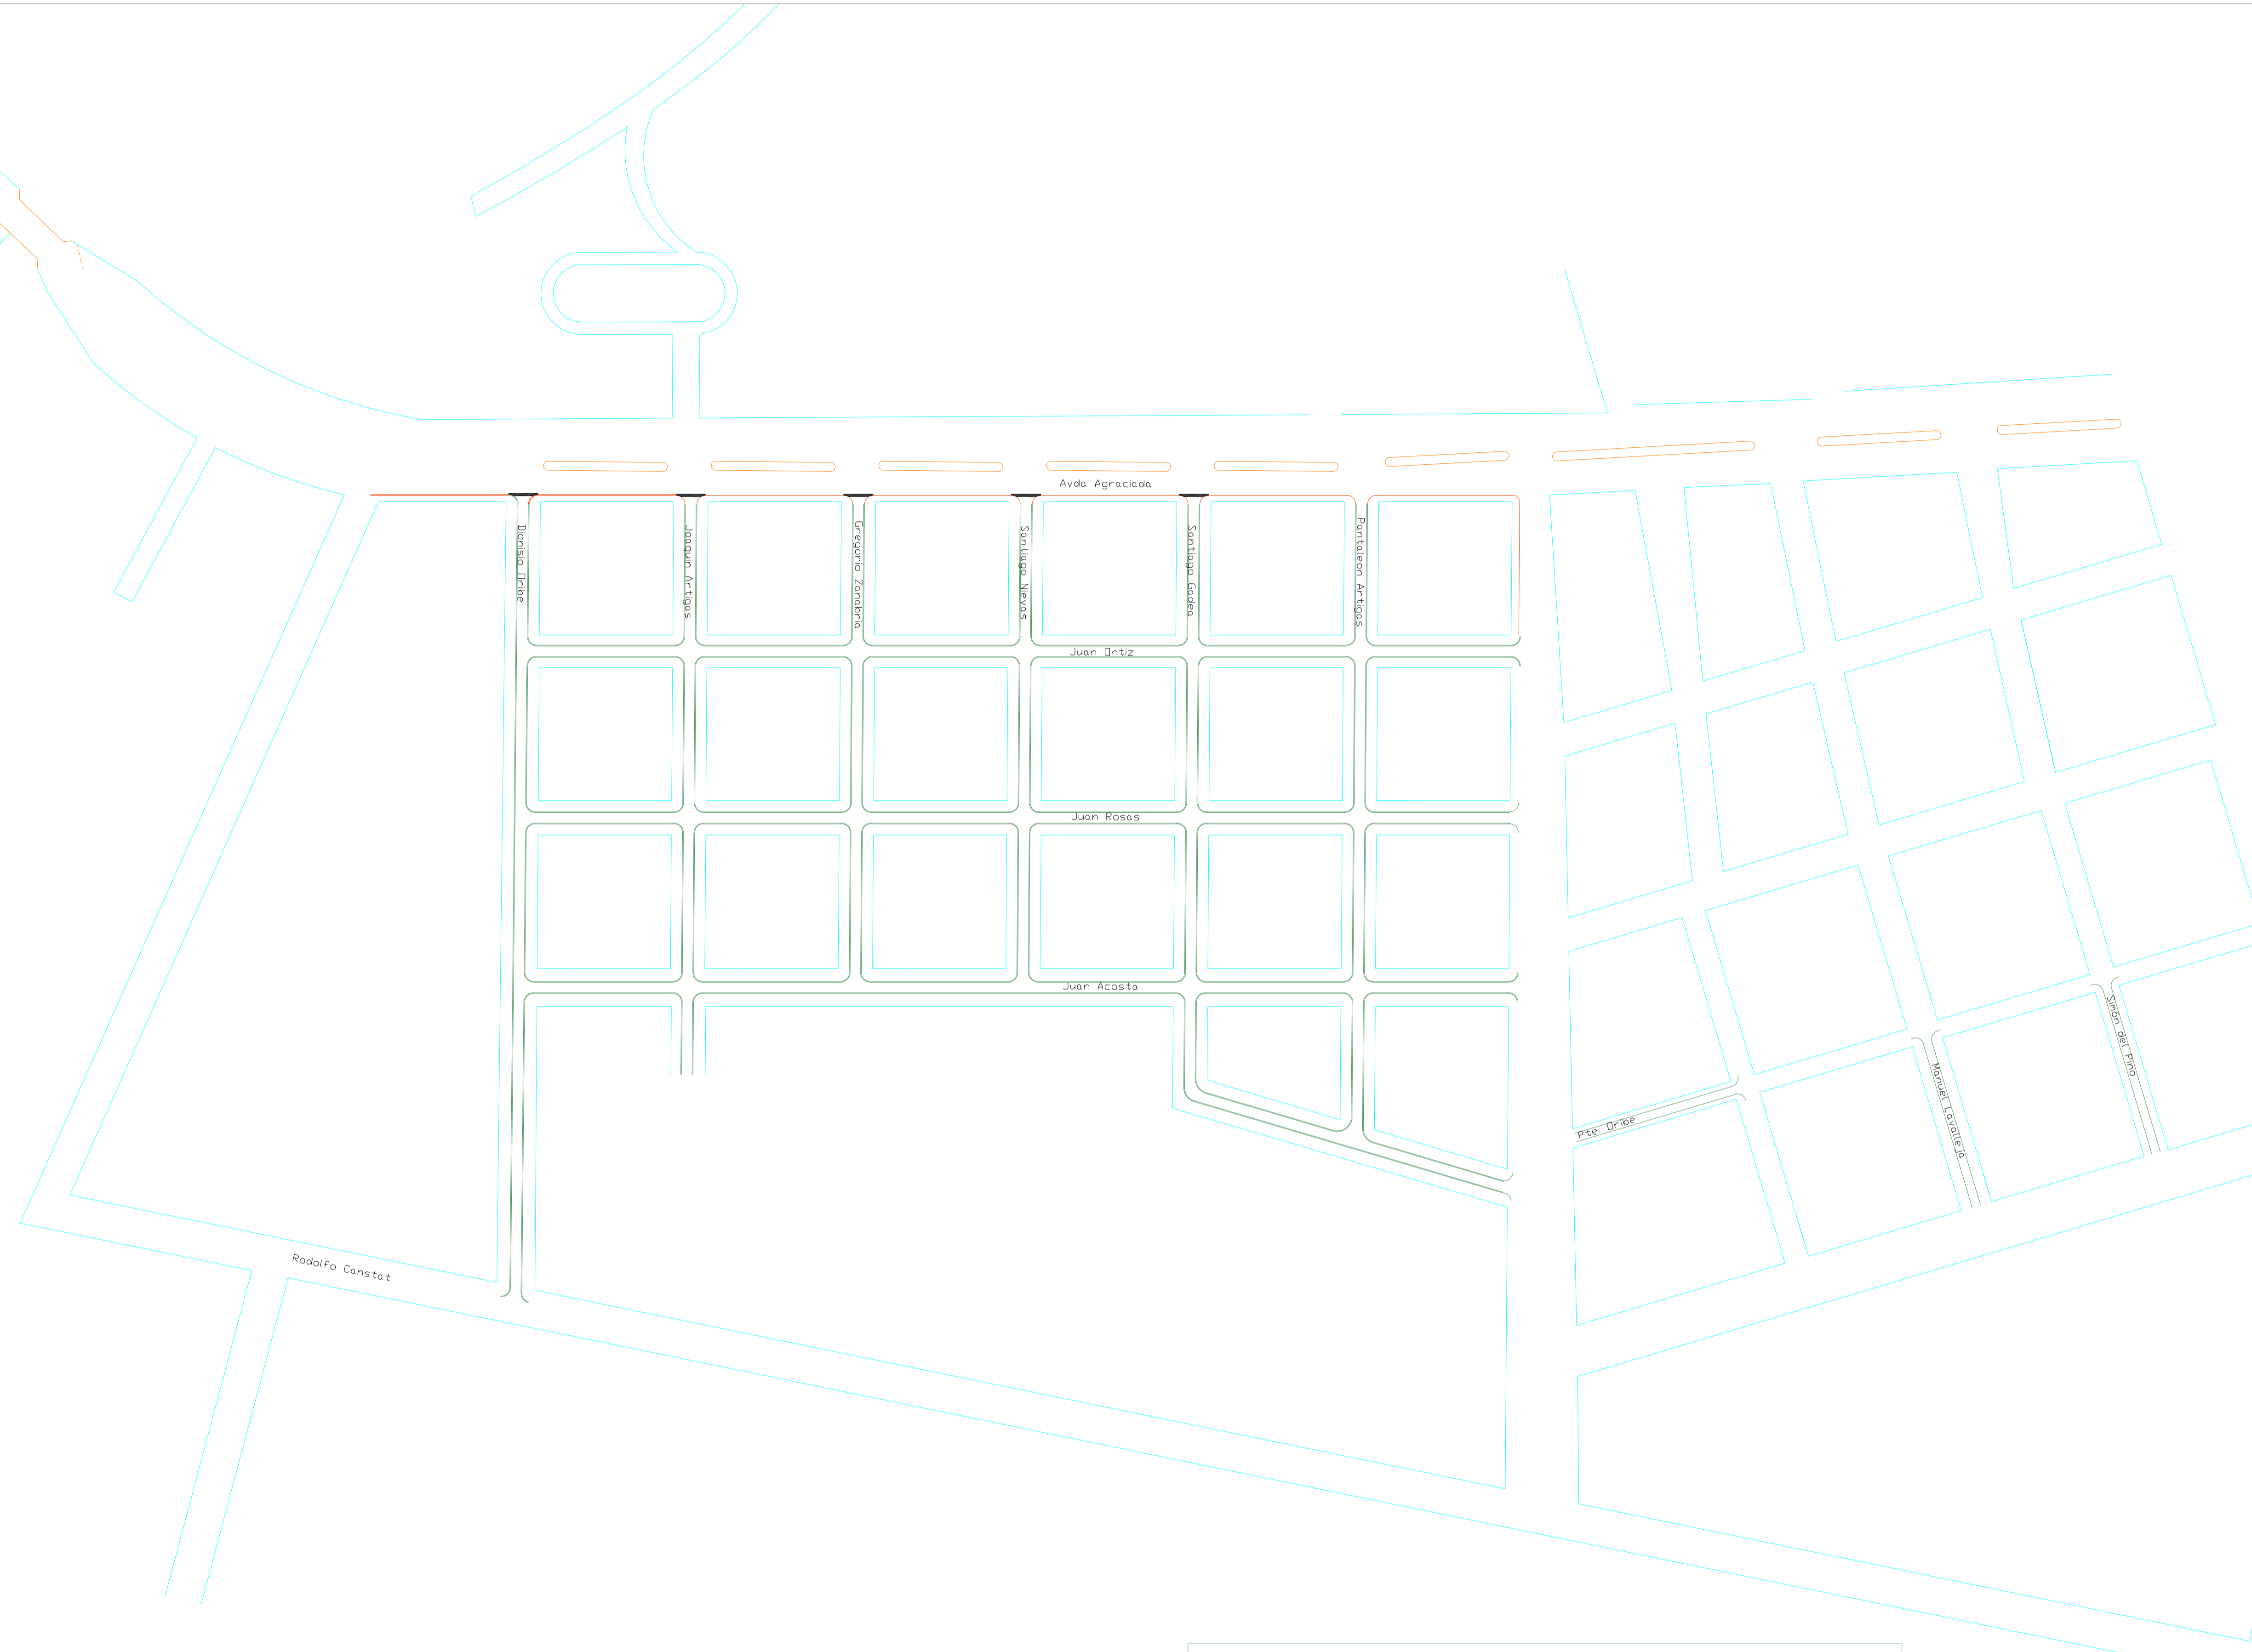 Avda Agraciada
Dionisio Oribe
Joaquin Artigas
Gregorio Zanabria
Santiago Nievas
Santiago Gadea
Pantaleon Artigas
Juan Ortiz
Juan Rosas
Juan Acosta
Simón del Pino
Manuel Lavalleja
Pte. Oribe
Rodolfo Canstat